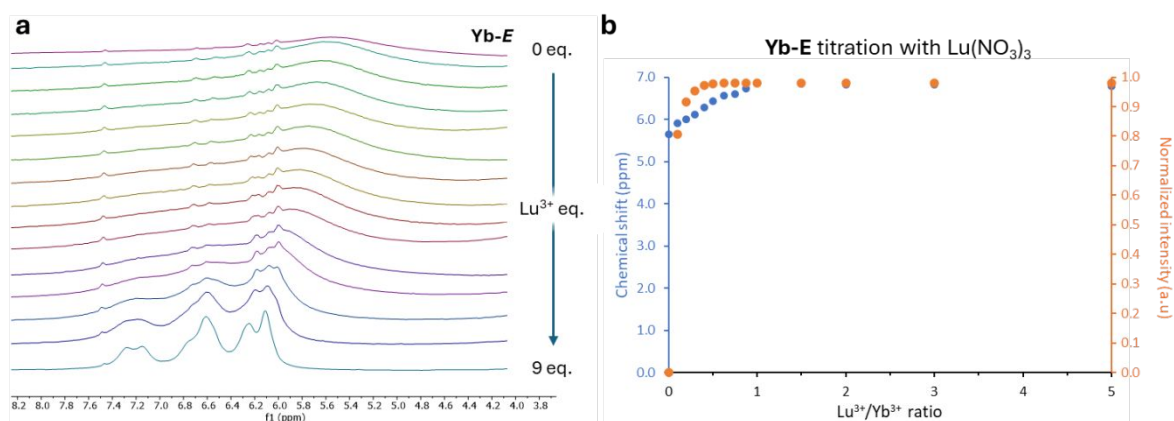 a
Yb-E
0 eq.
Lu³⁺ eq.
9 eq.
8.2 8.0 7.8 7.6 7.4 7.2 7.0 6.8 6.6 6.4 6.2 6.0 5.8 5.6 5.4 5.2 5.0 4.8 4.6 4.4 4.2 4.0 3.8
f1 (ppm)
b
Yb-E titration with Lu(NO₃)₃
Chemical shift (ppm)
7.0
6.0
5.0
4.0
3.0
2.0
1.0
0.0
0 1 2 3 4 5
Lu³⁺/Yb³⁺ ratio
1.0
0.9
0.8
0.7
0.6
0.5
0.4
0.3
0.2
0.1
0.0
Normalized intensity (a.u)